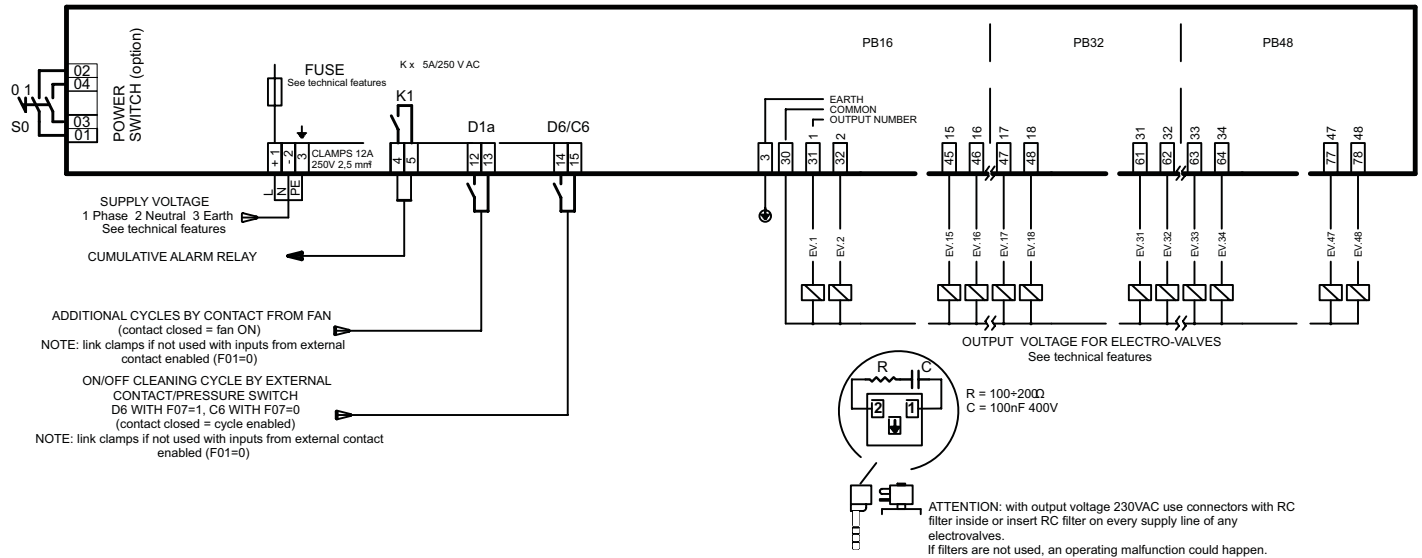 PB16
PB32
PB48
02
04
03
01
0 1
S0
POWER
SWITCH (option)
FUSE
See technical features
K x 5A/250 V AC
K1
D1a
D6/C6
+ 1
- 2
3
CLAMPS 12A
250V 2,5 mm²
4
5
12
13
14
15
L
N
PE
SUPPLY VOLTAGE
1 Phase 2 Neutral 3 Earth
See technical features
CUMULATIVE ALARM RELAY
ADDITIONAL CYCLES BY CONTACT FROM FAN
(contact closed = fan ON)
NOTE: link clamps if not used with inputs from external
contact enabled (F01=0)
ON/OFF CLEANING CYCLE BY EXTERNAL
CONTACT/PRESSURE SWITCH
D6 WITH F07=1, C6 WITH F07=0
(contact closed = cycle enabled)
NOTE: link clamps if not used with inputs from external contact
enabled (F01=0)
EARTH
COMMON
OUTPUT NUMBER
1
2
15
16
17
18
31
32
33
34
47
48
3
30
31
32
45
46
47
48
61
62
63
64
77
78
EV.1
EV.2
EV.15
EV.16
EV.17
EV.18
EV.31
EV.32
EV.33
EV.34
EV.47
EV.48
OUTPUT VOLTAGE FOR ELECTRO-VALVES
See technical features
R
C
2
1
R = 100÷200Ω
C = 100nF 400V
ATTENTION: with output voltage 230VAC use connectors with RC
filter inside or insert RC filter on every supply line of any
electrovalves.
If filters are not used, an operating malfunction could happen.